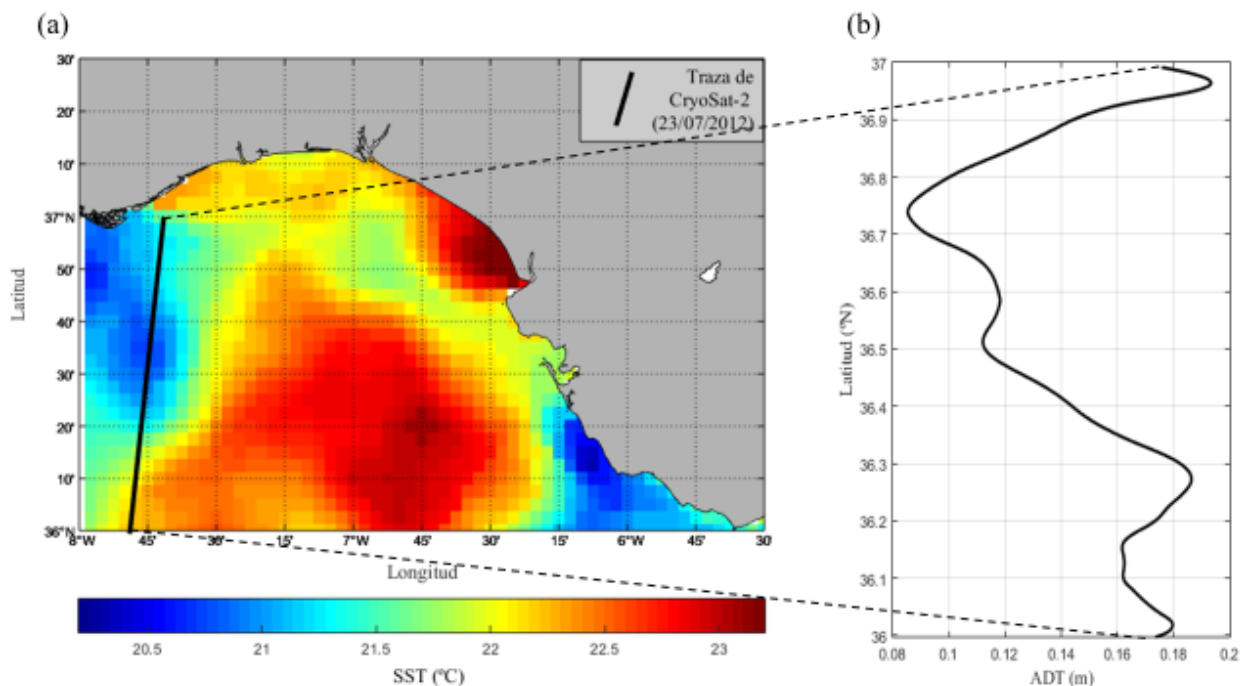 (a)
(b)
Traza de
CryoSat-2
(23/07/2012)
30'
20'
10'
37°N
50'
40'
30'
20'
10'
36°N
Latitud
8°W
45'
30'
15'
7°W
45'
30'
15'
6°W
45'
30
Longitud
20.5
21
21.5
22
22.5
23
SST (ºC)
37
36.9
36.8
36.7
36.6
36.5
36.4
36.3
36.2
36.1
36
Latitud (ºN)
0.08
0.1
0.12
0.14
0.16
0.18
0.2
ADT (m)